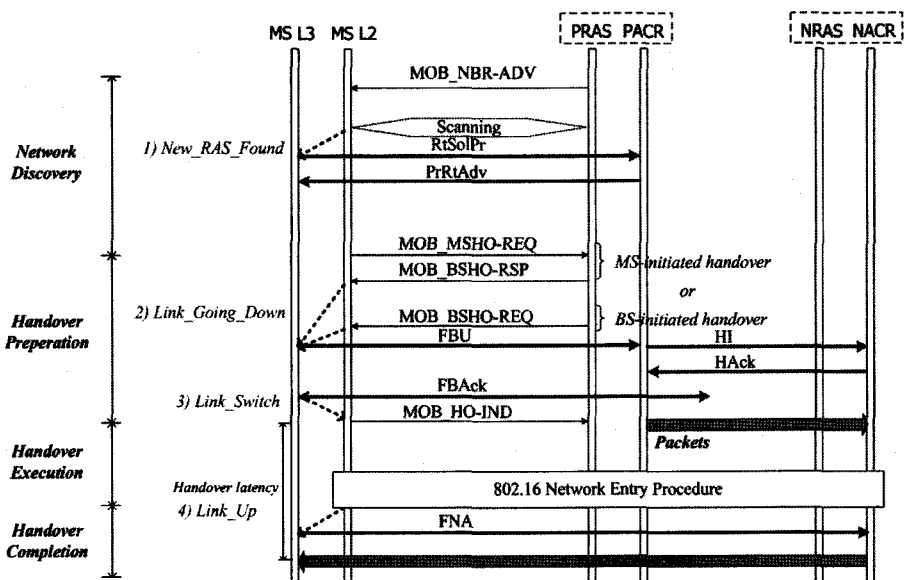 MS L3 MS L2 PRAS PACR NRAS NACR
MOB_NBR-ADV
Scanning
1) New_RAS_Found
RtSolPr
Network
Discovery
PrRtAdv
MOB_MSHO-REQ
MS-initiated handover
MOB_BSHO-RSP
or
2) Link_Going_Down
MOB_BSHO-REQ
BS-initiated handover
Handover
Preperation
FBU
HI
HAck
FBAck
3) Link_Switch
MOB_HO-IND
Packets
Handover
Execution
Handover latency
802.16 Network Entry Procedure
4) Link_Up
FNA
Handover
Completion